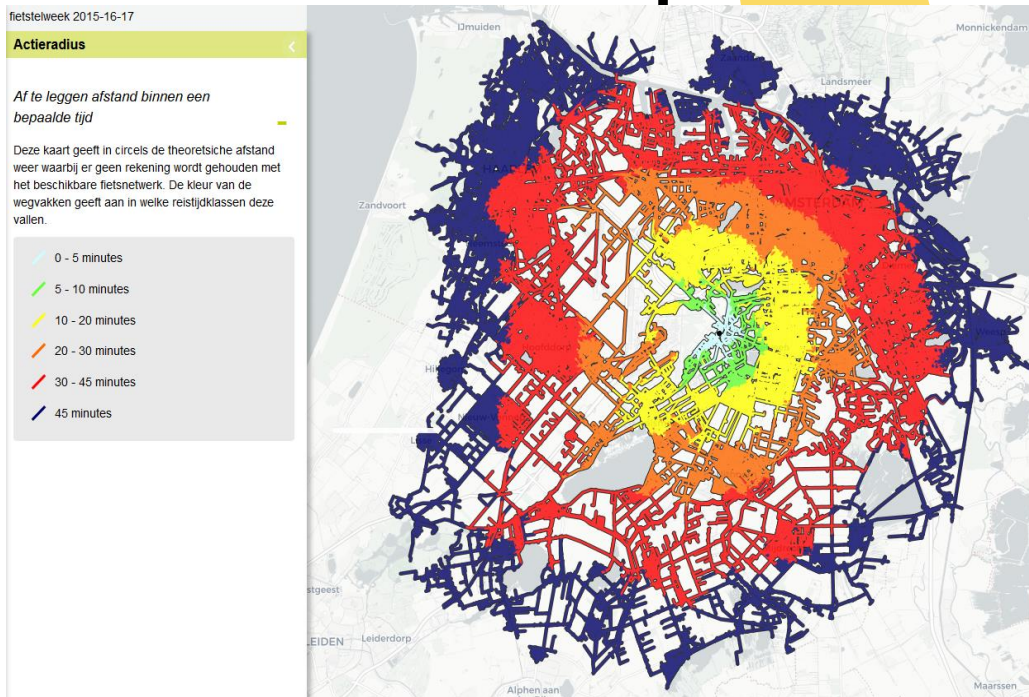 fietstelweek 2015-16-17
Actieradius
Af te leggen afstand binnen een
bepaalde tijd
Deze kaart geeft in circels de theoretsiche afstand
weer waarbij er geen rekening wordt gehouden met
het beschikbare fietsnetwerk. De kleur van de
wegvakken geeft aan in welke reistijdklassen deze
vallen.
0 - 5 minutes
5 - 10 minutes
10 - 20 minutes
20 - 30 minutes
30 - 45 minutes
45 minutes
IJmuiden
Monnickendam
Landsmeer
Zandvoort
AMSTERDAM
Hoofddorp
Weesp
Leiderdorp
LEIDEN
Alphen aan
Maarssen